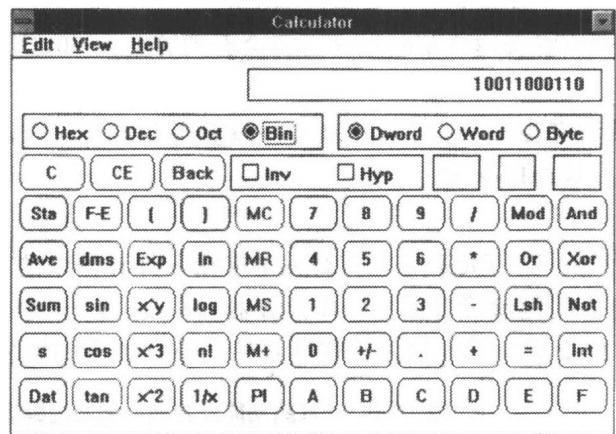 Calculator
Edit View Help
10011000110
Hex Dec Oct Bin Dword Word Byte
C CE Back Inv Hyp
Sta F-E ( ) MC 7 8 9 / Mod And
Ave dms Exp ln MR 4 5 6 * Or Xor
Sum sin x^y log MS 1 2 3 - Lsh Not
s cos x^3 n! M+ 0 +/- . + = Int
Dat tan x^2 1/x PI A B C D E F